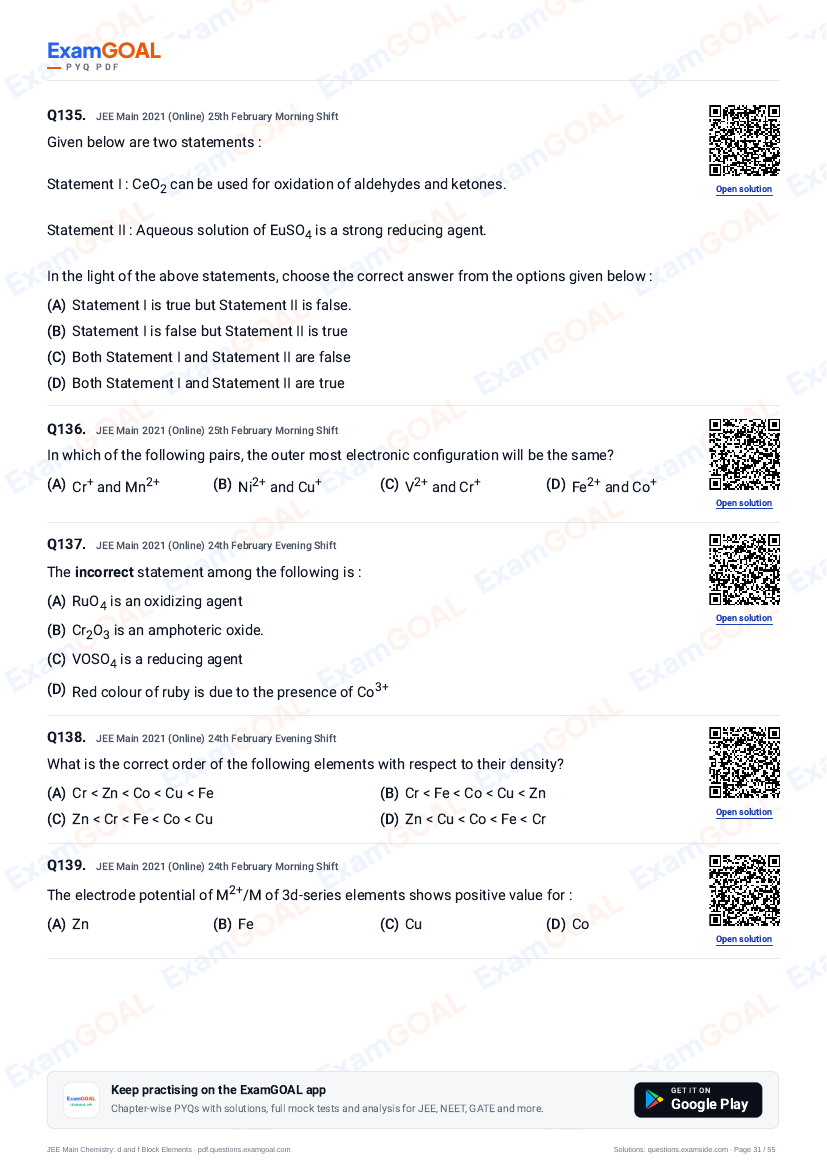 ExamGOAL
PYQ PDF
Q135. JEE Main 2021 (Online) 25th February Morning Shift
Given below are two statements :
Statement I : CeO₂ can be used for oxidation of aldehydes and ketones.
Statement II : Aqueous solution of EuSO₄ is a strong reducing agent.
In the light of the above statements, choose the correct answer from the options given below :
(A) Statement I is true but Statement II is false.
(B) Statement I is false but Statement II is true
(C) Both Statement I and Statement II are false
(D) Both Statement I and Statement II are true
Open solution
Q136. JEE Main 2021 (Online) 25th February Morning Shift
In which of the following pairs, the outer most electronic configuration will be the same?
(A) Cr⁺ and Mn²⁺ (B) Ni²⁺ and Cu⁺ (C) V²⁺ and Cr⁺ (D) Fe²⁺ and Co⁺
Open solution
Q137. JEE Main 2021 (Online) 24th February Evening Shift
The incorrect statement among the following is :
(A) RuO₄ is an oxidizing agent
(B) Cr₂O₃ is an amphoteric oxide.
(C) VOSO₄ is a reducing agent
(D) Red colour of ruby is due to the presence of Co³⁺
Open solution
Q138. JEE Main 2021 (Online) 24th February Evening Shift
What is the correct order of the following elements with respect to their density?
(A) Cr < Zn < Co < Cu < Fe (B) Cr < Fe < Co < Cu < Zn
(C) Zn < Cr < Fe < Co < Cu (D) Zn < Cu < Co < Fe < Cr
Open solution
Q139. JEE Main 2021 (Online) 24th February Morning Shift
The electrode potential of M²⁺/M of 3d-series elements shows positive value for :
(A) Zn (B) Fe (C) Cu (D) Co
Open solution
Keep practising on the ExamGOAL app
Chapter-wise PYQs with solutions, full mock tests and analysis for JEE, NEET, GATE and more.
GET IT ON
Google Play
JEE Main Chemistry: d and f Block Elements · pdf.questions.examgoal.com
Solutions: questions.examside.com · Page 31 / 55